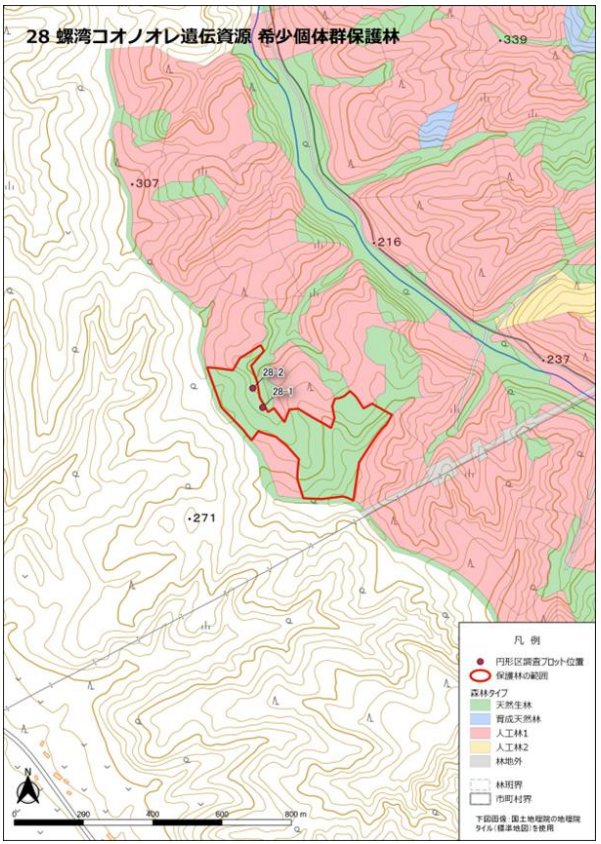 28 螺湾コオノオレ遺伝資源 希少個体群保護林
339
307
216
237
28-2
28-1
271
凡 例
円形区調査プロット位置
保護林の範囲
森林タイプ
天然生林
育成天然林
人工林1
人工林2
林地外
林班界
市町村界
下図画像:国土地理院の地理院
タイル(標準地図)を使用
N
0 200 400 600 800 m